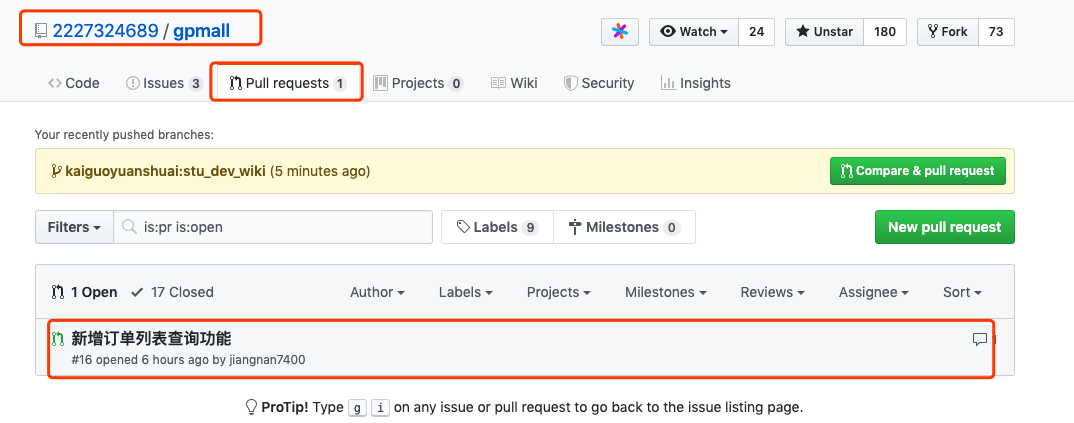 2227324689 / gpmall
Watch 24 Unstar 180 Fork 73
Code Issues 3 Pull requests 1 Projects 0 Wiki Security Insights
Your recently pushed branches:
kaiguoyuanshuai:stu_dev_wiki (5 minutes ago) Compare & pull request
Filters is:pr is:open Labels 9 Milestones 0 New pull request
1 Open 17 Closed Author Labels Projects Milestones Reviews Assignee Sort
新增订单列表查询功能
#16 opened 6 hours ago by jiangnan7400
ProTip! Type g i on any issue or pull request to go back to the issue listing page.